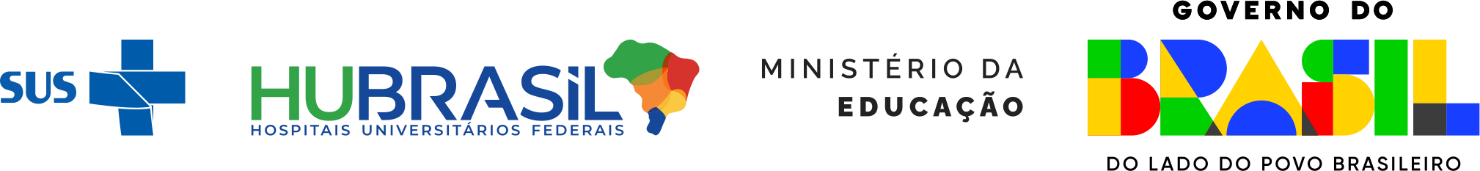 SUS
HUBRASIL
HOSPITAIS UNIVERSITÁRIOS FEDERAIS
MINISTÉRIO DA
EDUCAÇÃO
GOVERNO DO
BRASIL
DO LADO DO POVO BRASILEIRO